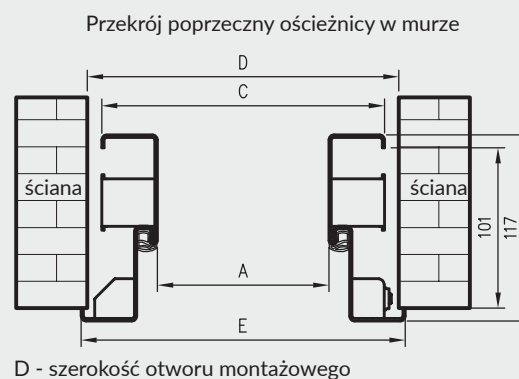 Przekrój poprzeczny ościeżnicy w murze
D
C
ściana
ściana
101
117
A
E
D - szerokość otworu montażowego